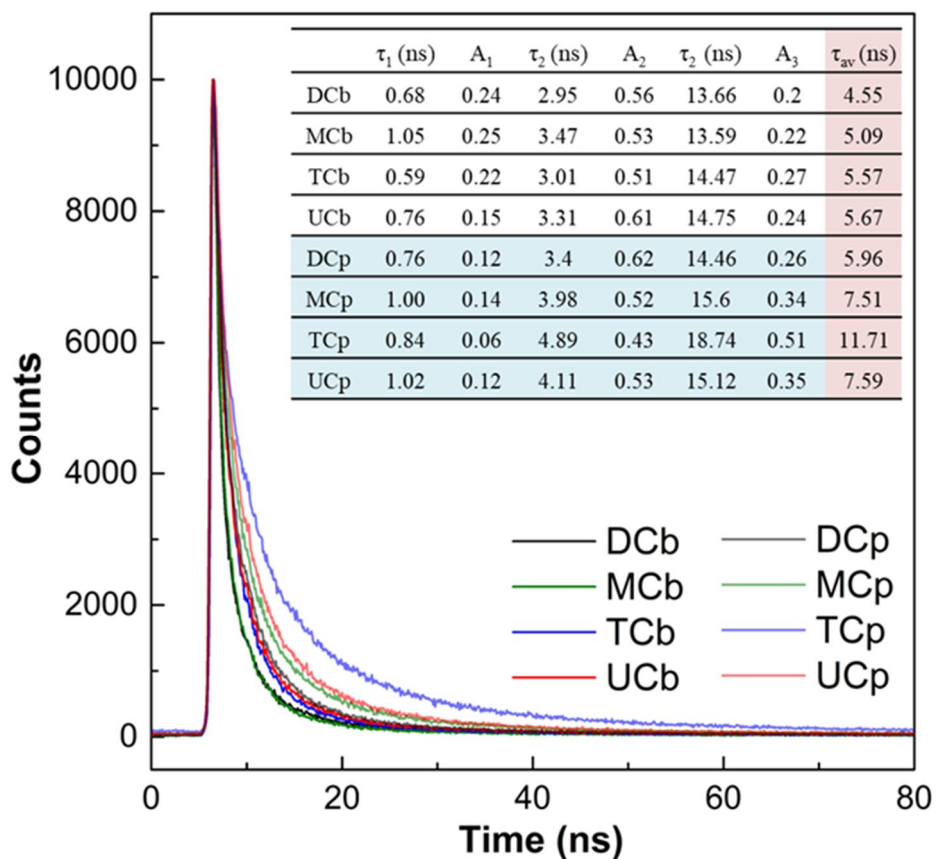 τ1 (ns) A1 τ2 (ns) A2 τ2 (ns) A3 τav (ns)
DCb 0.68 0.24 2.95 0.56 13.66 0.2 4.55
MCb 1.05 0.25 3.47 0.53 13.59 0.22 5.09
TCb 0.59 0.22 3.01 0.51 14.47 0.27 5.57
UCb 0.76 0.15 3.31 0.61 14.75 0.24 5.67
DCp 0.76 0.12 3.4 0.62 14.46 0.26 5.96
MCp 1.00 0.14 3.98 0.52 15.6 0.34 7.51
TCp 0.84 0.06 4.89 0.43 18.74 0.51 11.71
UCp 1.02 0.12 4.11 0.53 15.12 0.35 7.59
10000
8000
6000
4000
2000
0
Counts
DCb DCp
MCb MCp
TCb TCp
UCb UCp
0 20 40 60 80
Time (ns)